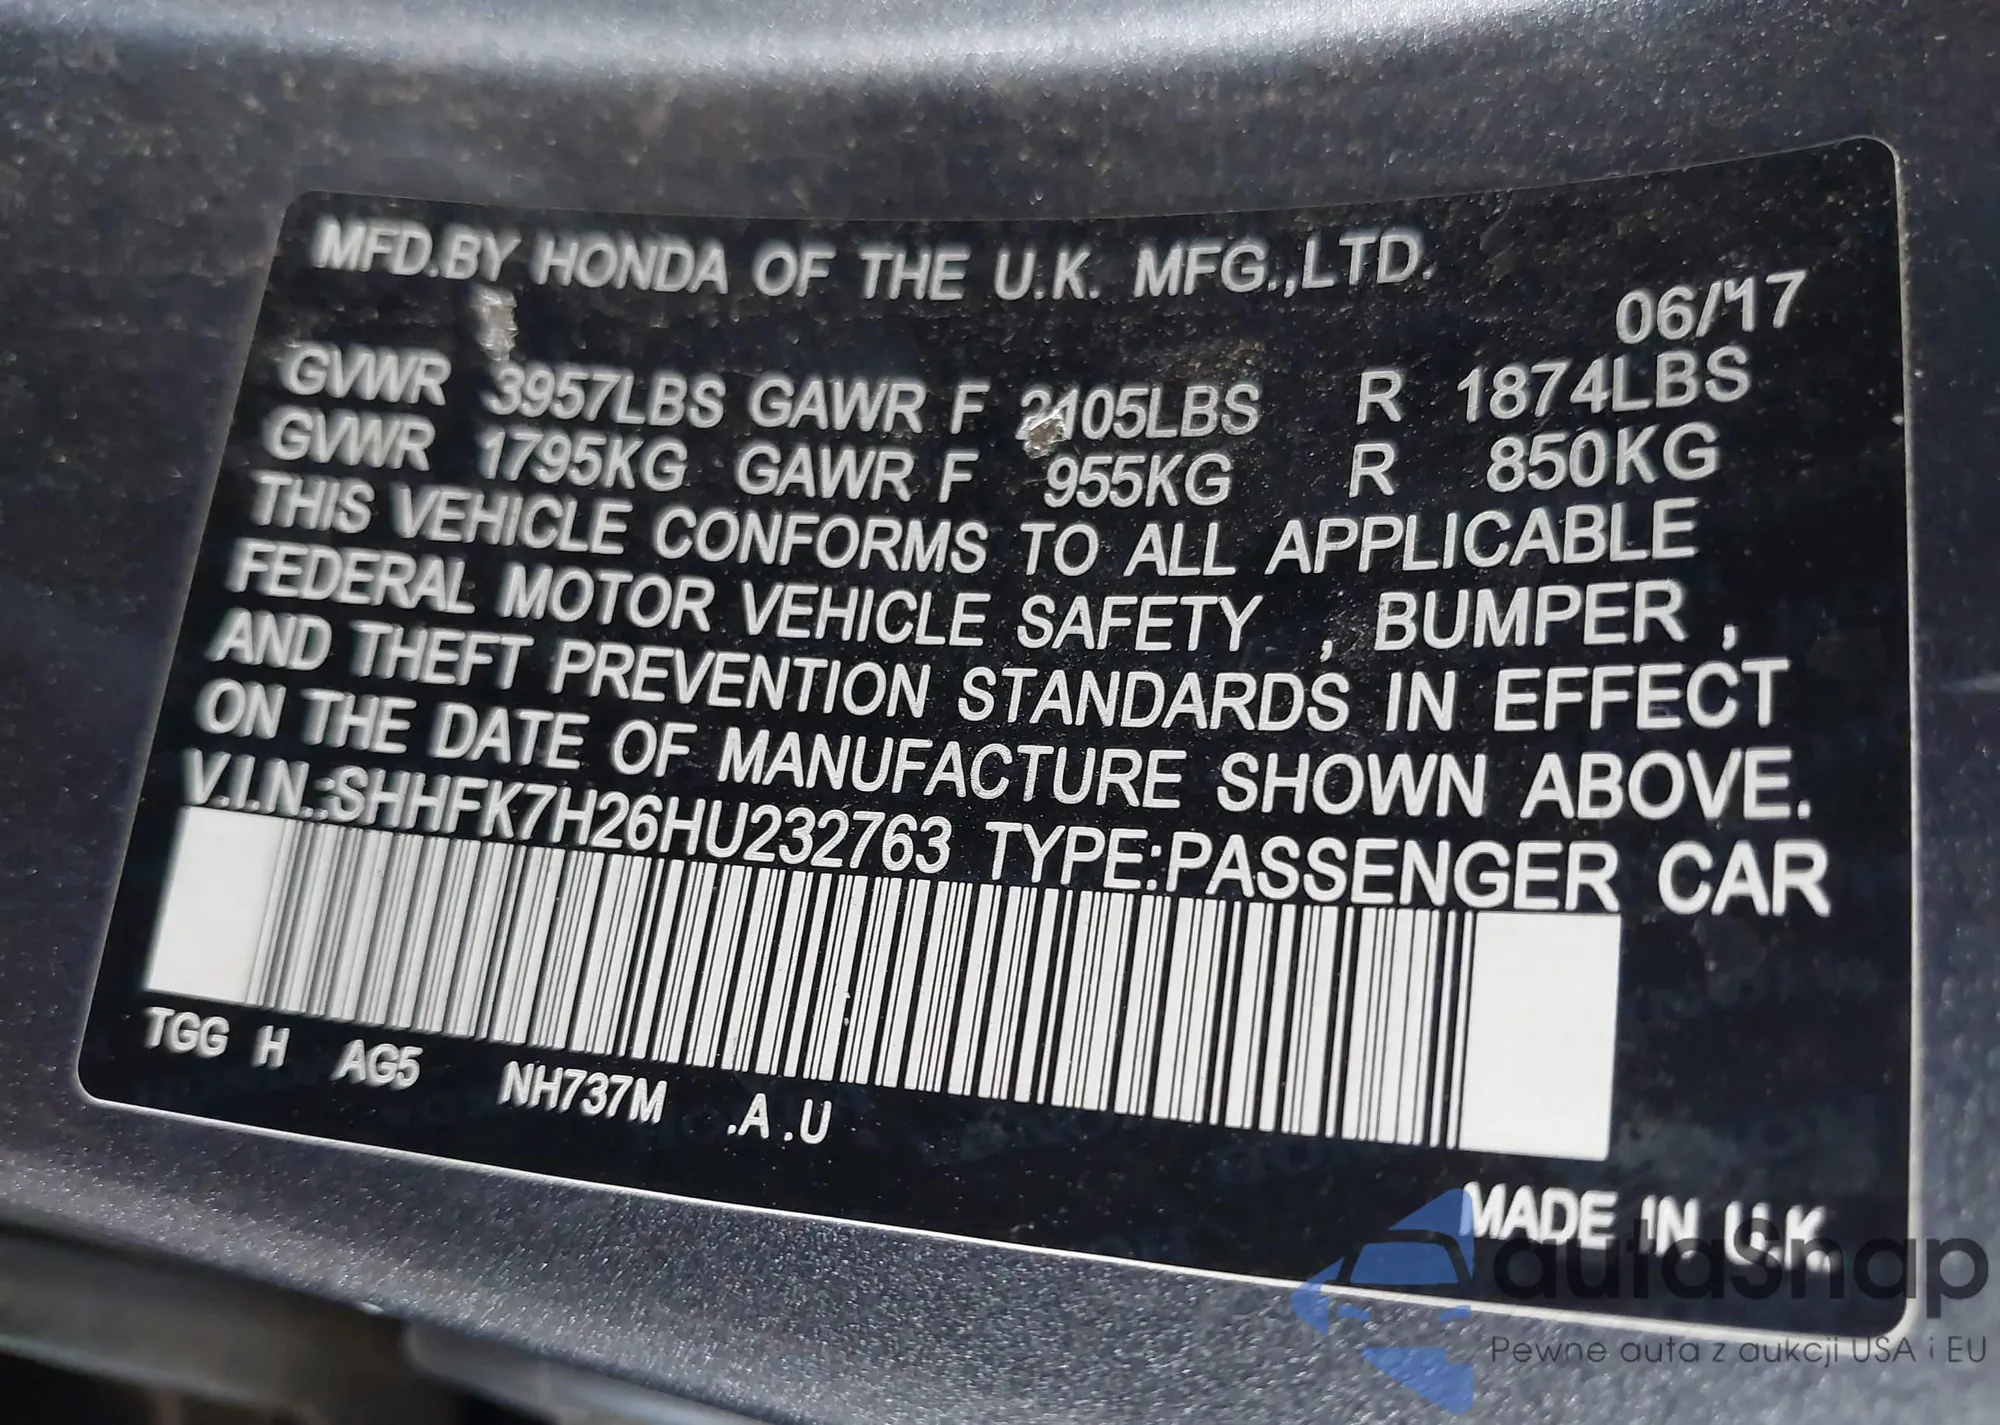 MFD.BY HONDA OF THE U.K. MFG.,LTD.
06/'17
GVWR 3957LBS GAWR F 2105LBS R 1874LBS
GVWR 1795KG GAWR F 955KG R 850KG
THIS VEHICLE CONFORMS TO ALL APPLICABLE
FEDERAL MOTOR VEHICLE SAFETY , BUMPER ,
AND THEFT PREVENTION STANDARDS IN EFFECT
ON THE DATE OF MANUFACTURE SHOWN ABOVE.
V.I.N.:SHHFK7H26HU232763 TYPE:PASSENGER CAR
TGG H AG5 NH737M .A .U
MADE IN U.K.
autaSnap
Pewne auta z aukcji USA i EU